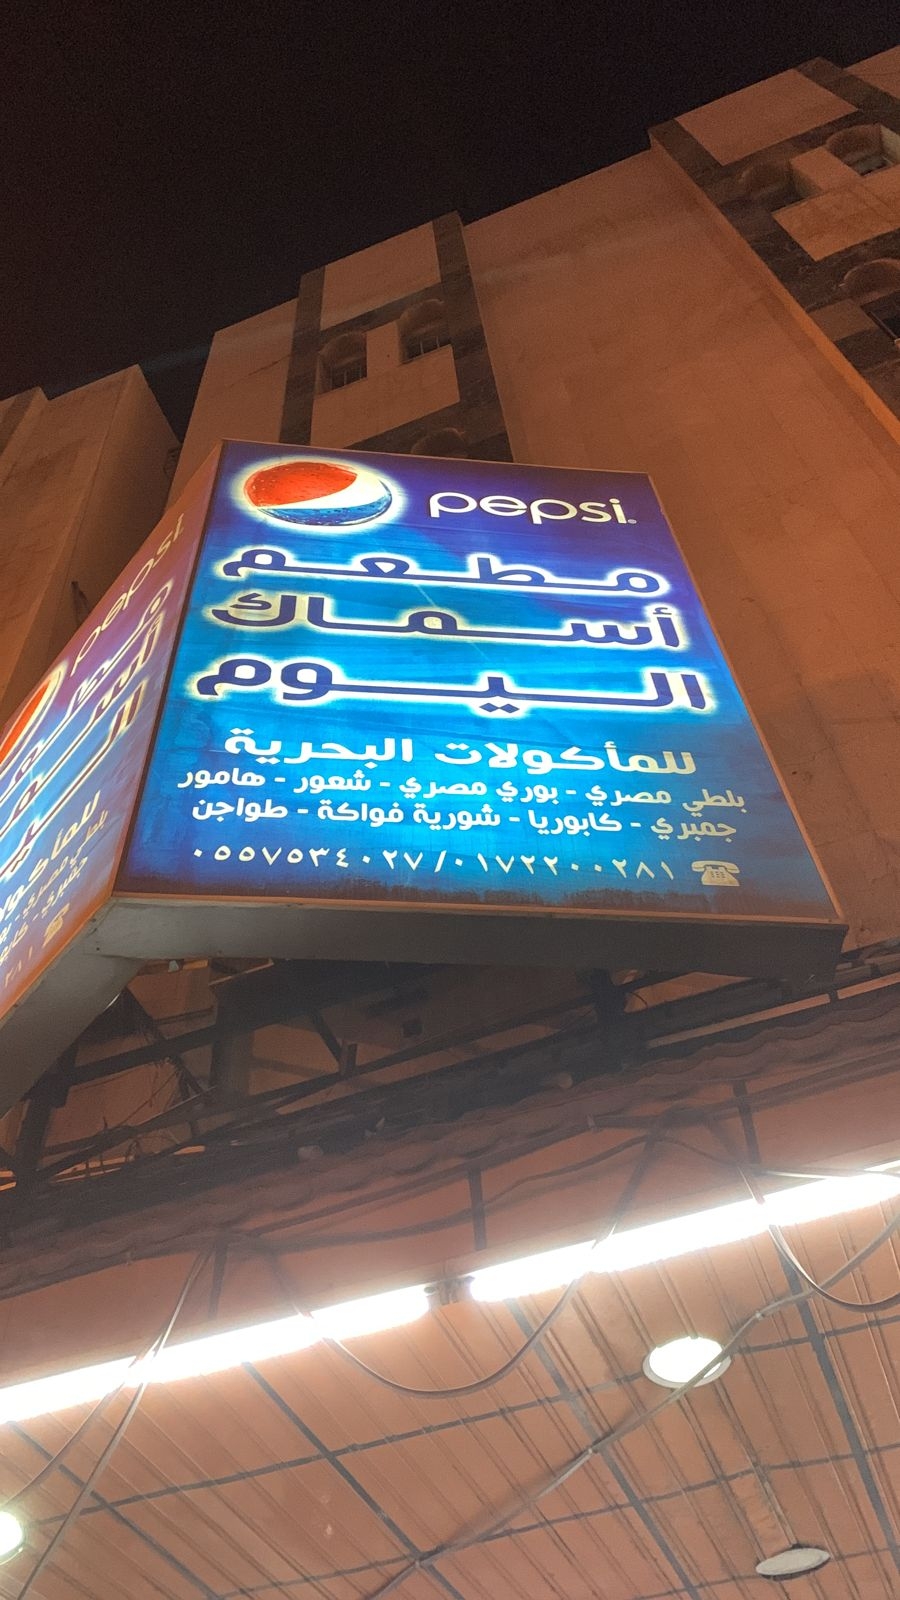 pepsi
مطعم
أسماك
اليوم
للمأكولات البحرية
بلطي مصري - بوري مصري - شعور - هامور
جمبري - كابوريا - شوربة فواكة - طواجن
٠١٧٢٢٠٠٢٨١/ ٠٥٥٧٥٣٤٠٢٧
pepsi